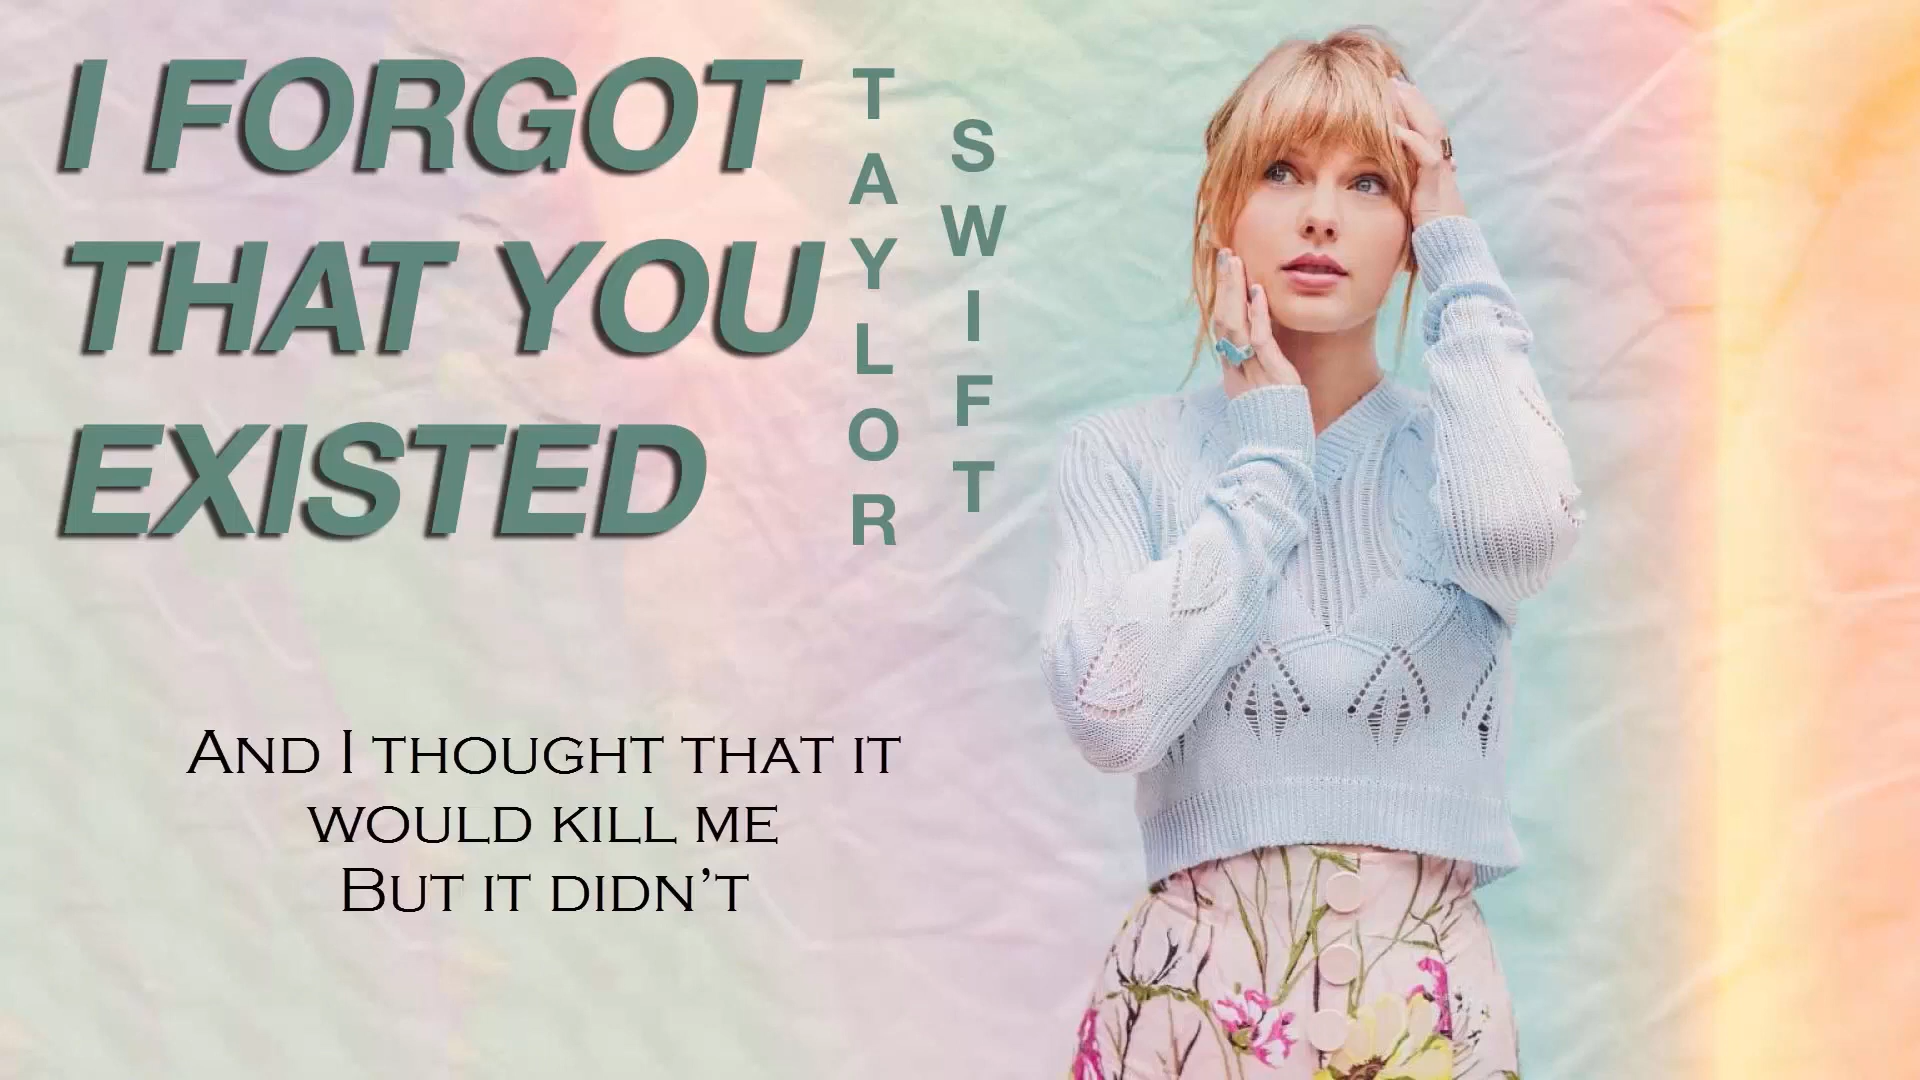 I FORGOT
THAT YOU
EXISTED
TAYLOR
SWIFT
AND I THOUGHT THAT IT
WOULD KILL ME
BUT IT DIDN’T